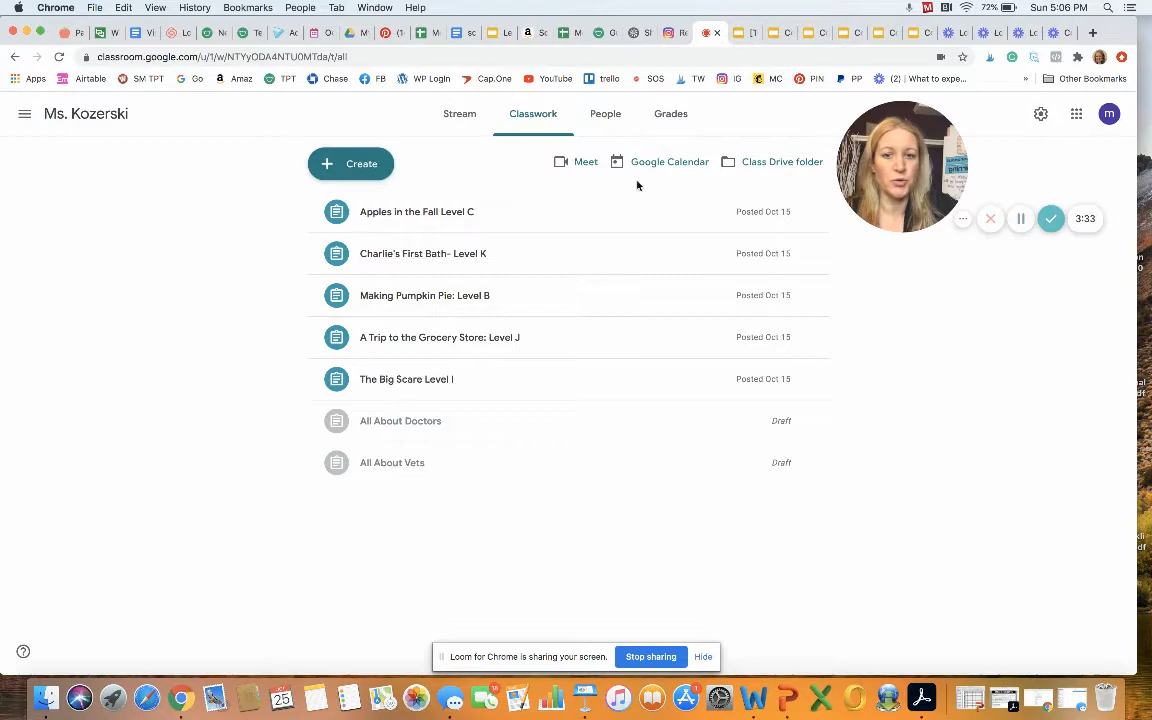 Chrome File Edit View History Bookmarks People Tab Window Help 72% Sun 5:06 PM
classroom.google.com/u/1/w/NTYyODA4NTU0MTda/t/all
Apps Airtable SM TPT Go Amaz TPT Chase FB WP Login Cap.One YouTube trello SOS TW IG MC PIN PP (2) | What to expe... » Other Bookmarks
Ms. Kozerski Stream Classwork People Grades m
+ Create Meet Google Calendar Class Drive folder
Apples in the Fall Level C Posted Oct 15
3:33
Charlie's First Bath- Level K Posted Oct 15
Making Pumpkin Pie: Level B Posted Oct 15
A Trip to the Grocery Store: Level J Posted Oct 15
The Big Scare Level I Posted Oct 15
All About Doctors Draft
All About Vets Draft
Loom for Chrome is sharing your screen. Stop sharing Hide